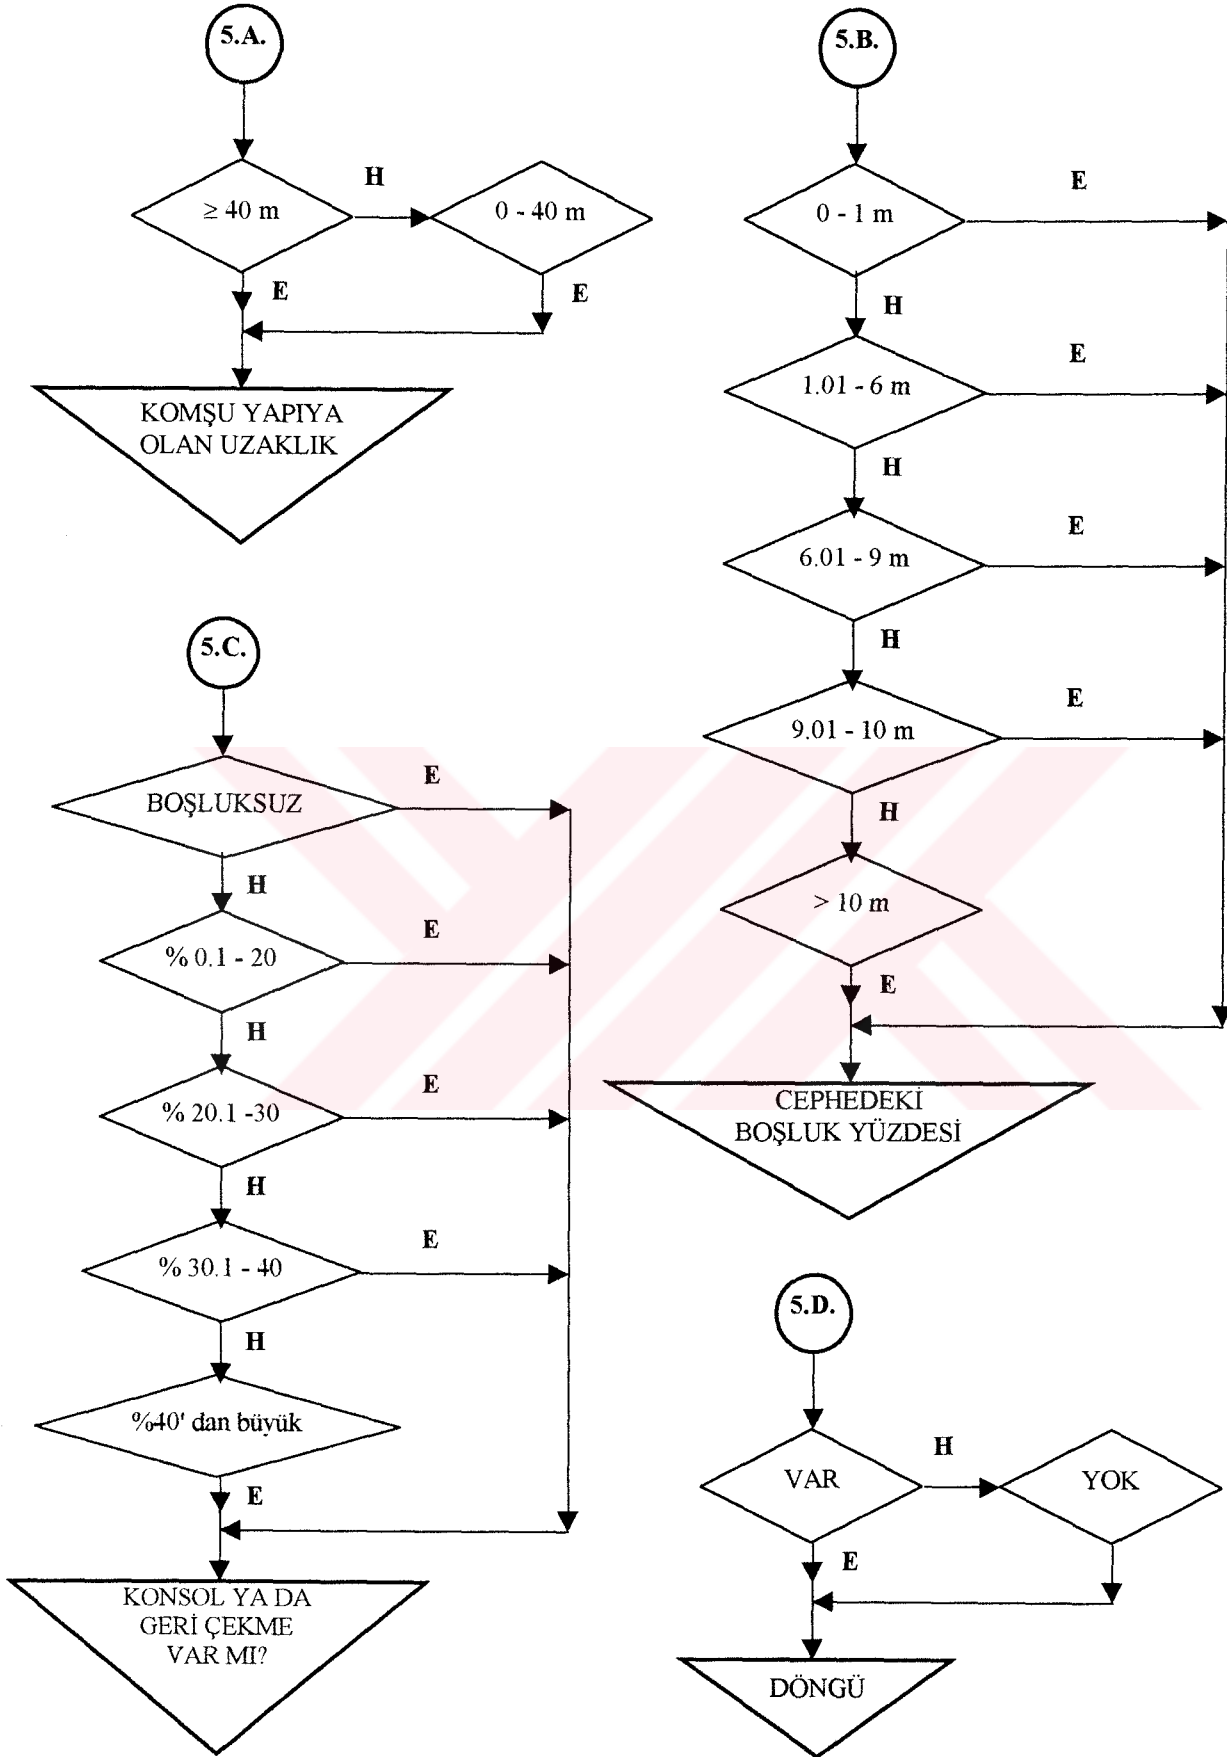 5.A.
≥ 40 m
H
0 - 40 m
E
E
KOMŞU YAPIYA
OLAN UZAKLIK
5.B.
0 - 1 m
E
H
1.01 - 6 m
E
H
6.01 - 9 m
E
H
9.01 - 10 m
E
H
> 10 m
E
CEPHEDEKİ
BOŞLUK YÜZDESİ
5.C.
BOŞLUKSUZ
E
H
% 0.1 - 20
E
H
% 20.1 -30
E
H
% 30.1 - 40
E
H
%40' dan büyük
E
KONSOL YA DA
GERİ ÇEKME
VAR MI?
5.D.
VAR
H
YOK
E
DÖNGÜ